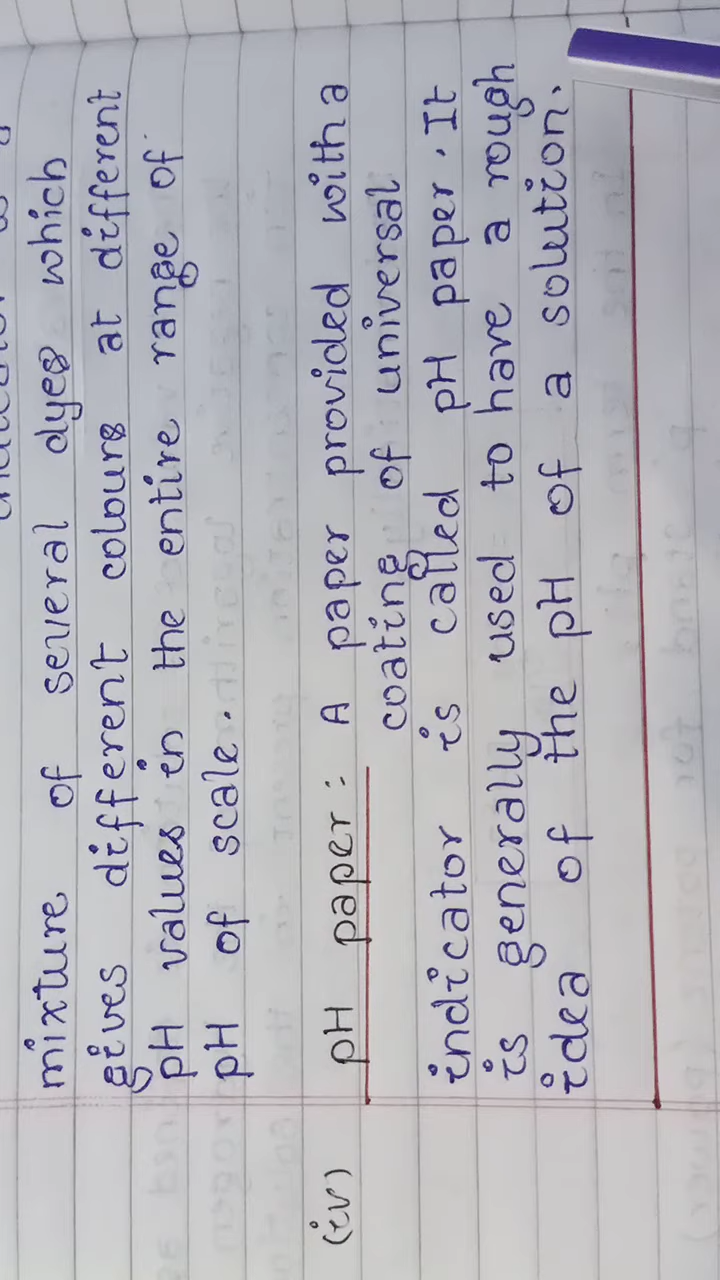 mixture of several dyes which
gives different colours at different
pH values in the entire range of
pH of scale.
(iv) pH paper: A paper provided with a
coating of universal
indicator is called pH paper. It
is generally used to have a rough
idea of the pH of a solution.